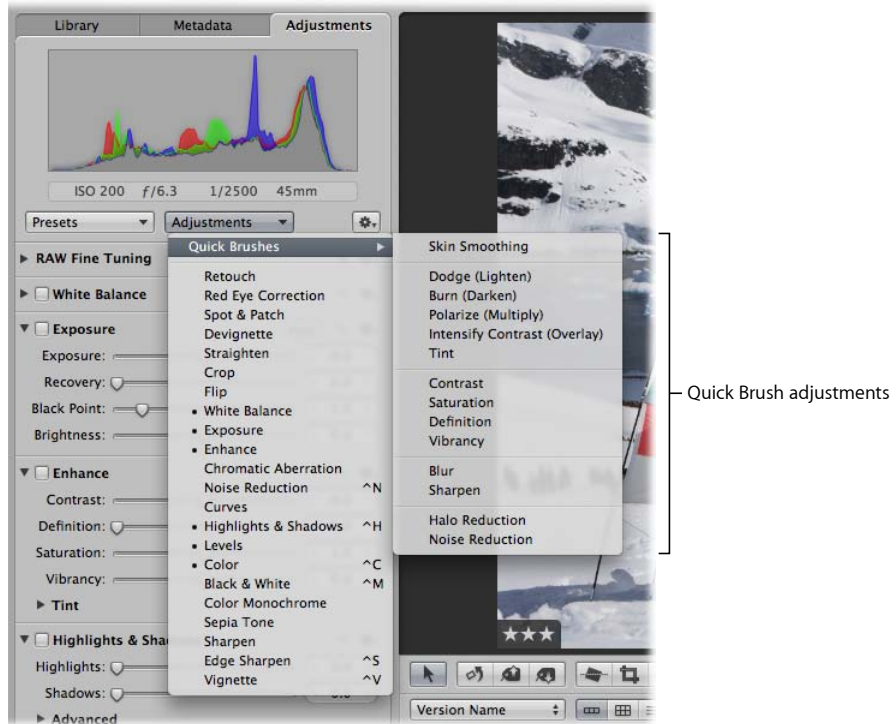 Library
Metadata
Adjustments
ISO 200 ƒ/6.3 1/2500 45mm
Presets
Adjustments
RAW Fine Tuning
White Balance
Exposure
Exposure:
Recovery:
Black Point:
Brightness:
Enhance
Contrast:
Definition:
Saturation:
Vibrancy:
Tint
Highlights & Sha
Highlights:
Shadows:
Advanced
Quick Brushes
Retouch
Red Eye Correction
Spot & Patch
Devignette
Straighten
Crop
Flip
• White Balance
• Exposure
• Enhance
Chromatic Aberration
Noise Reduction ^N
Curves
• Highlights & Shadows ^H
• Levels
• Color ^C
Black & White ^M
Color Monochrome
Sepia Tone
Sharpen
Edge Sharpen ^S
Vignette ^V
Skin Smoothing
Dodge (Lighten)
Burn (Darken)
Polarize (Multiply)
Intensify Contrast (Overlay)
Tint
Contrast
Saturation
Definition
Vibrancy
Blur
Sharpen
Halo Reduction
Noise Reduction
Quick Brush adjustments
Version Name